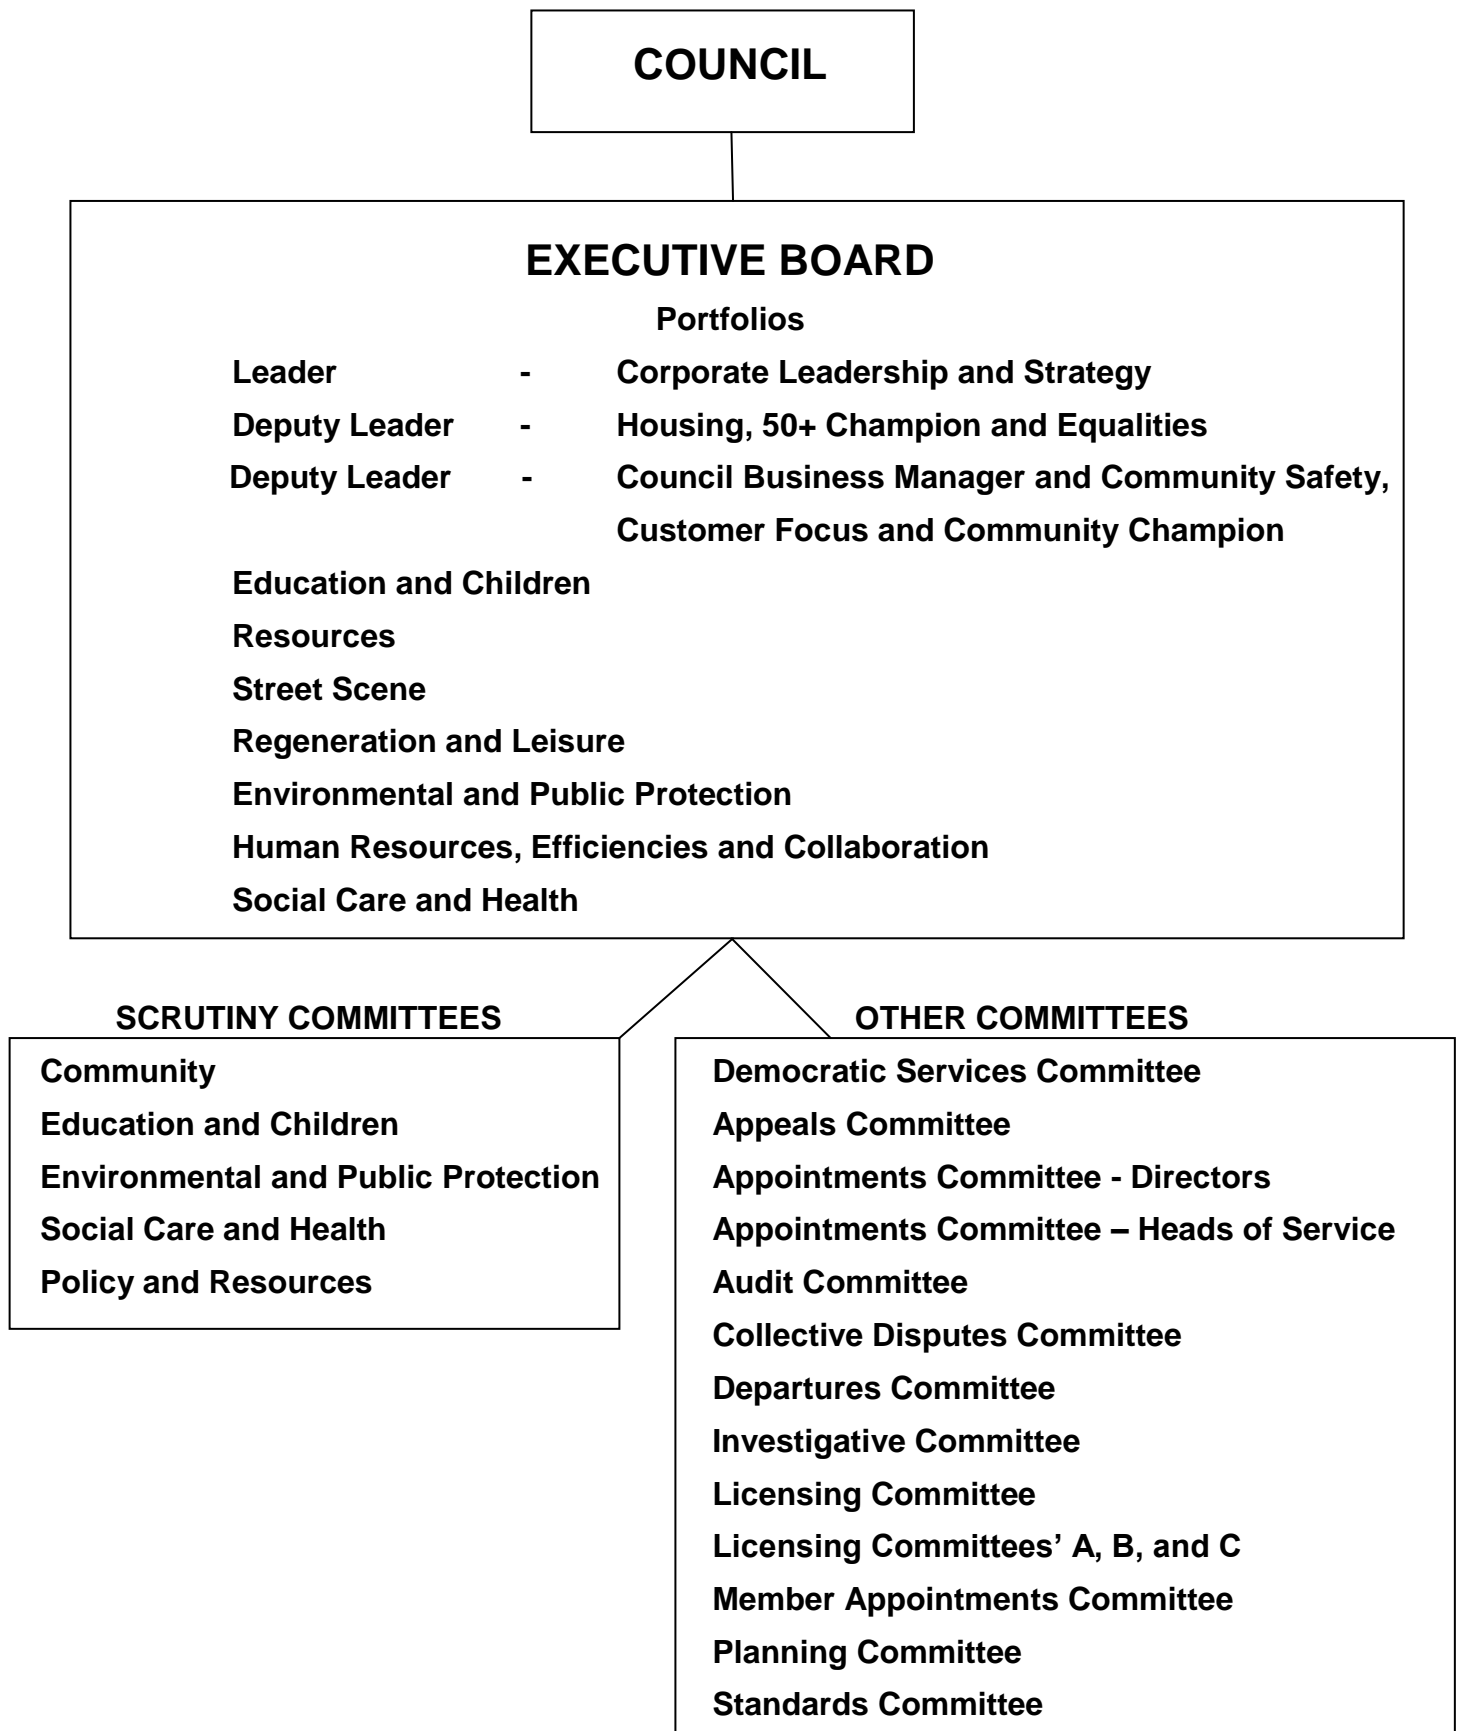 COUNCIL
EXECUTIVE BOARD
Portfolios
Leader - Corporate Leadership and Strategy
Deputy Leader - Housing, 50+ Champion and Equalities
Deputy Leader - Council Business Manager and Community Safety,
Customer Focus and Community Champion
Education and Children
Resources
Street Scene
Regeneration and Leisure
Environmental and Public Protection
Human Resources, Efficiencies and Collaboration
Social Care and Health
SCRUTINY COMMITTEES
Community
Education and Children
Environmental and Public Protection
Social Care and Health
Policy and Resources
OTHER COMMITTEES
Democratic Services Committee
Appeals Committee
Appointments Committee - Directors
Appointments Committee – Heads of Service
Audit Committee
Collective Disputes Committee
Departures Committee
Investigative Committee
Licensing Committee
Licensing Committees’ A, B, and C
Member Appointments Committee
Planning Committee
Standards Committee